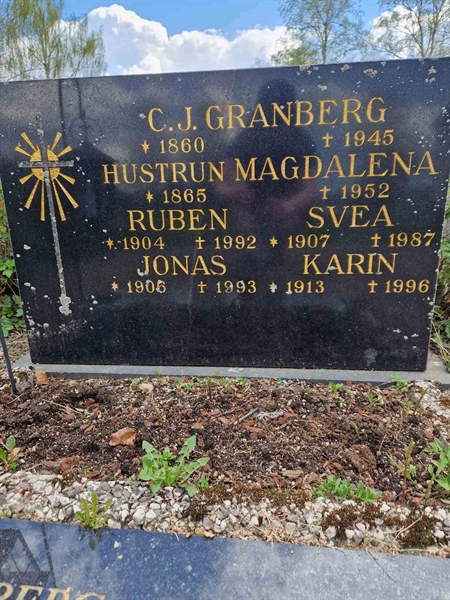 C.J. GRANBERG
* 1860 † 1945
HUSTRUN MAGDALENA
* 1865 † 1952
RUBEN SVEA
* 1904 † 1992 * 1907 † 1987
JONAS KARIN
* 1906 † 1993 * 1913 † 1996